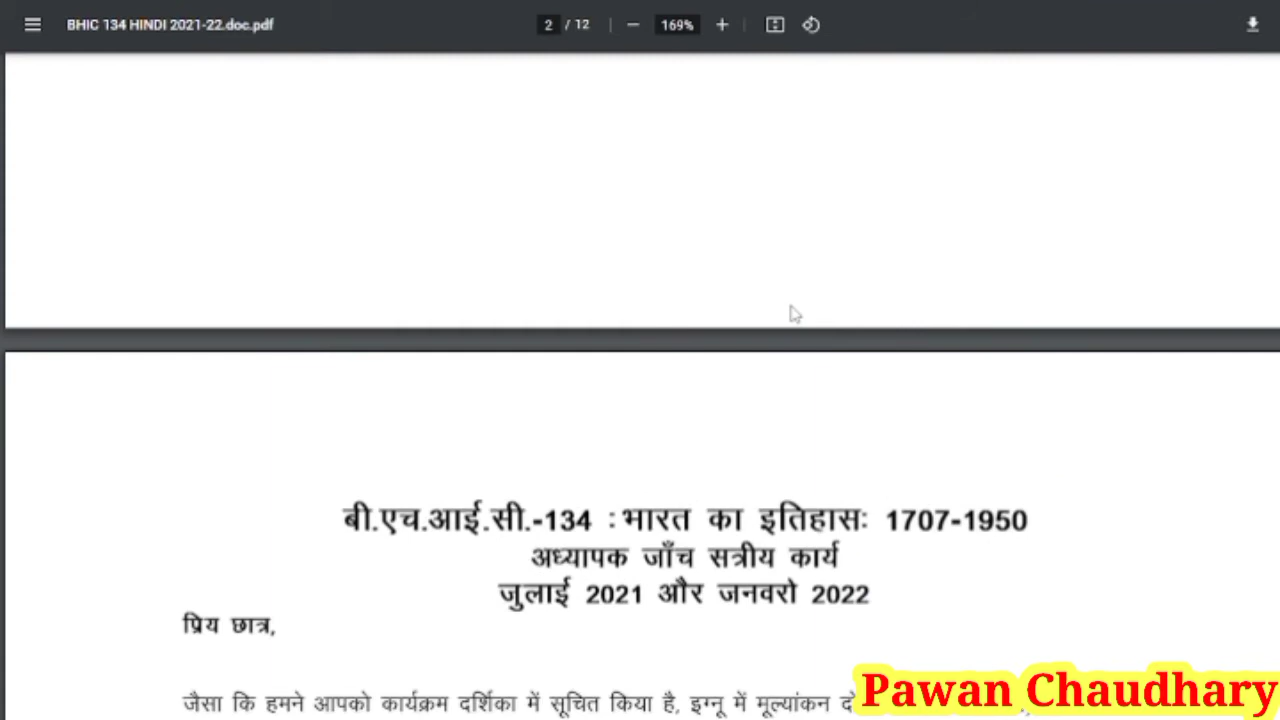 BHIC 134 HINDI 2021-22.doc.pdf
2 / 12
169%
बी.एच.आई.सी.-134 : भारत का इतिहास: 1707-1950
अध्यापक जाँच सत्रीय कार्य
जुलाई 2021 और जनवरो 2022
प्रिय छात्र,
जैसा कि हमने आपको कार्यक्रम दर्शिका में सूचित किया है, इग्नू में मूल्यांकन
Pawan Chaudhary